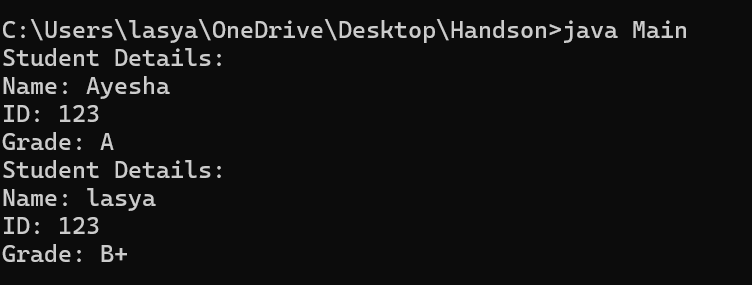 C:\Users\lasya\OneDrive\Desktop\Handson>java Main
Student Details:
Name: Ayesha
ID: 123
Grade: A
Student Details:
Name: lasya
ID: 123
Grade: B+